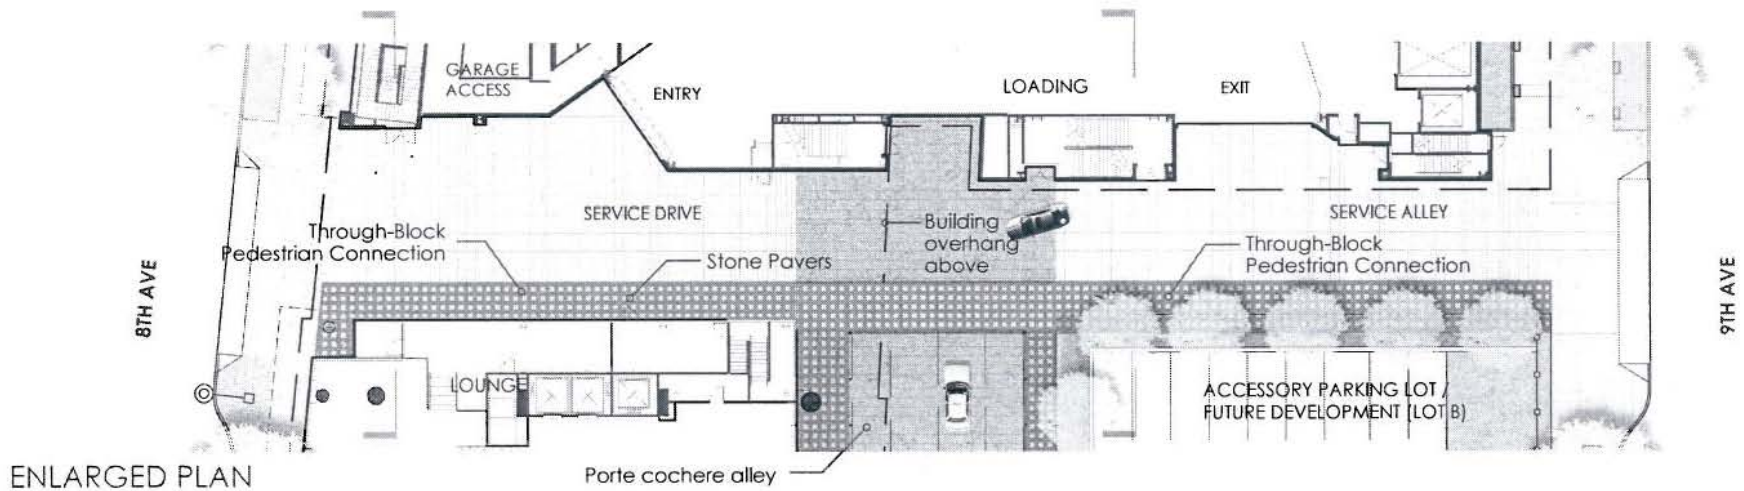 GARAGE
ACCESS
ENTRY
LOADING
EXIT
SERVICE DRIVE
SERVICE ALLEY
Through-Block
Pedestrian Connection
Stone Pavers
Building
overhang
above
Through-Block
Pedestrian Connection
8TH AVE
9TH AVE
LOUNGE
ACCESSORY PARKING LOT /
FUTURE DEVELOPMENT (LOT B)
Porte cochere alley
ENLARGED PLAN